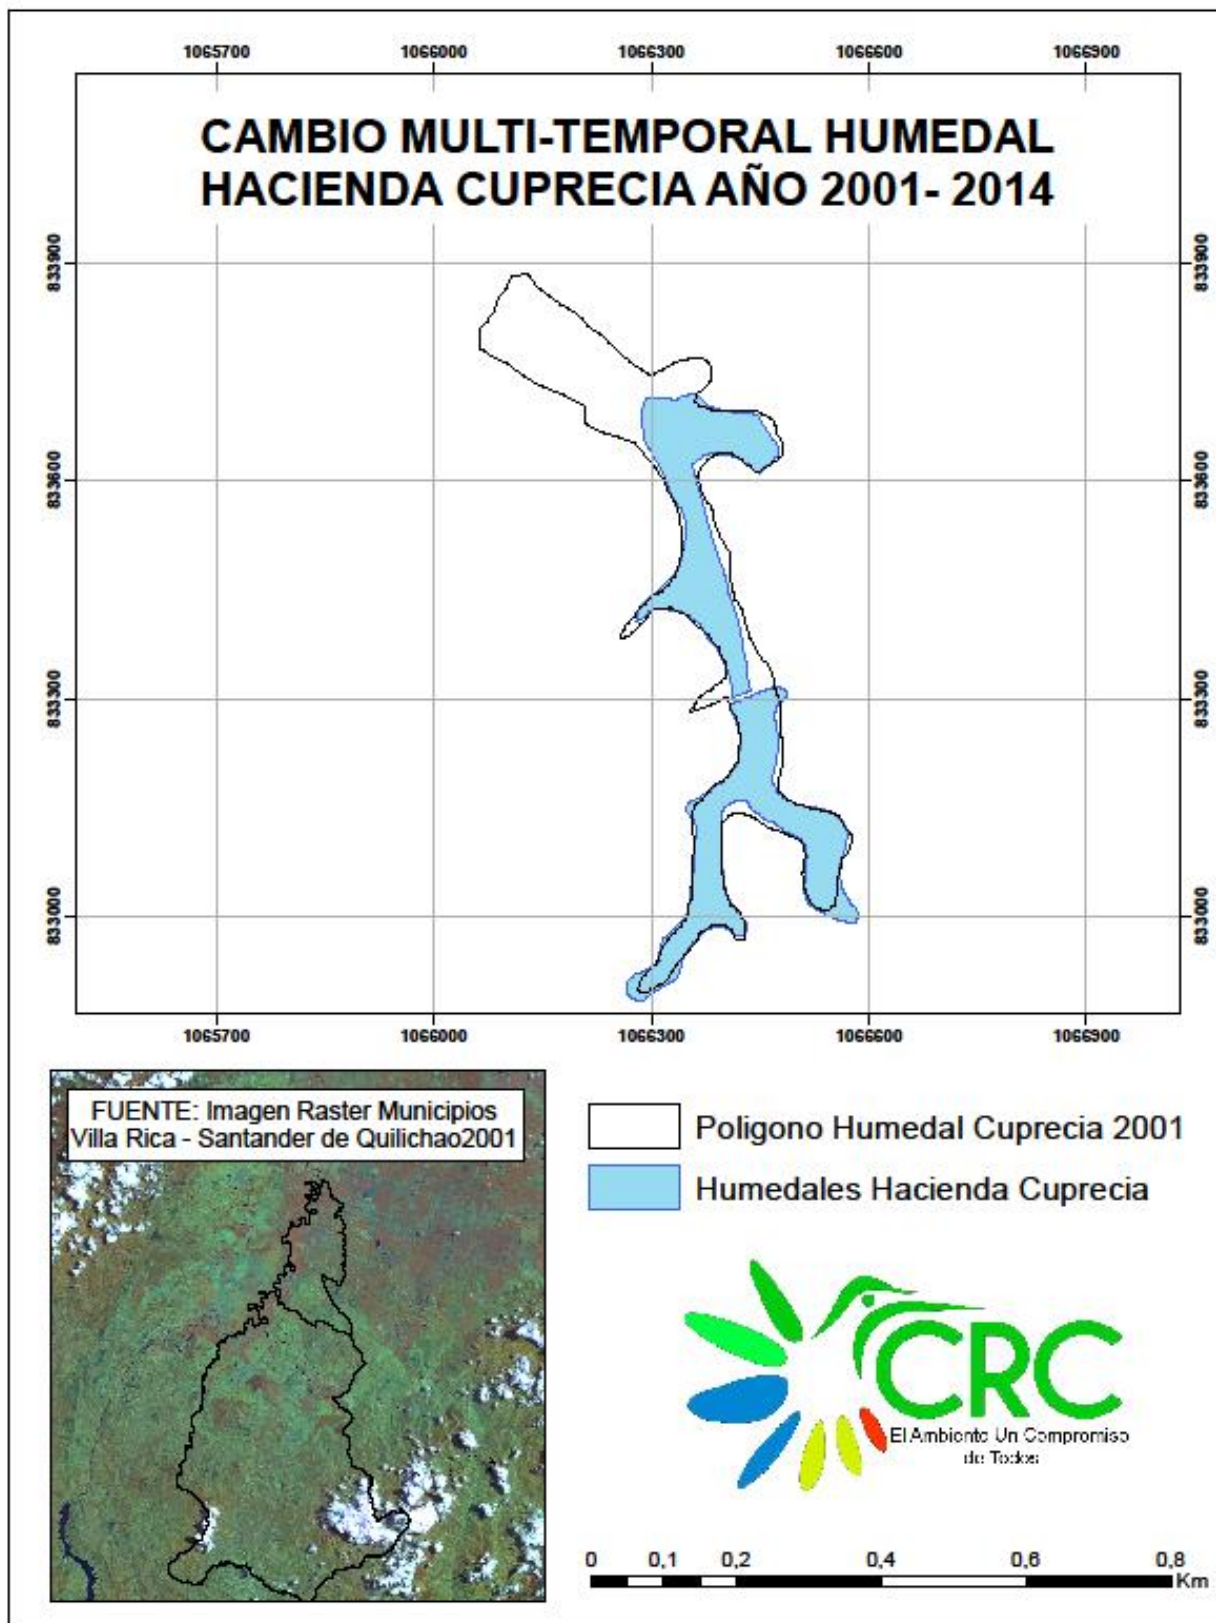 1065700 1066000 1066300 1066600 1066900
CAMBIO MULTI-TEMPORAL HUMEDAL
HACIENDA CUPRECIA AÑO 2001- 2014
833900 833900
833600 833600
833300 833300
833000 833000
1065700 1066000 1066300 1066600 1066900
FUENTE: Imagen Raster Municipios
Villa Rica - Santander de Quilichao2001
Poligono Humedal Cuprecia 2001
Humedales Hacienda Cuprecia
CRC
El Ambiento Un Compromiso
de Todos
0 0,1 0,2 0,4 0,6 0,8
Km